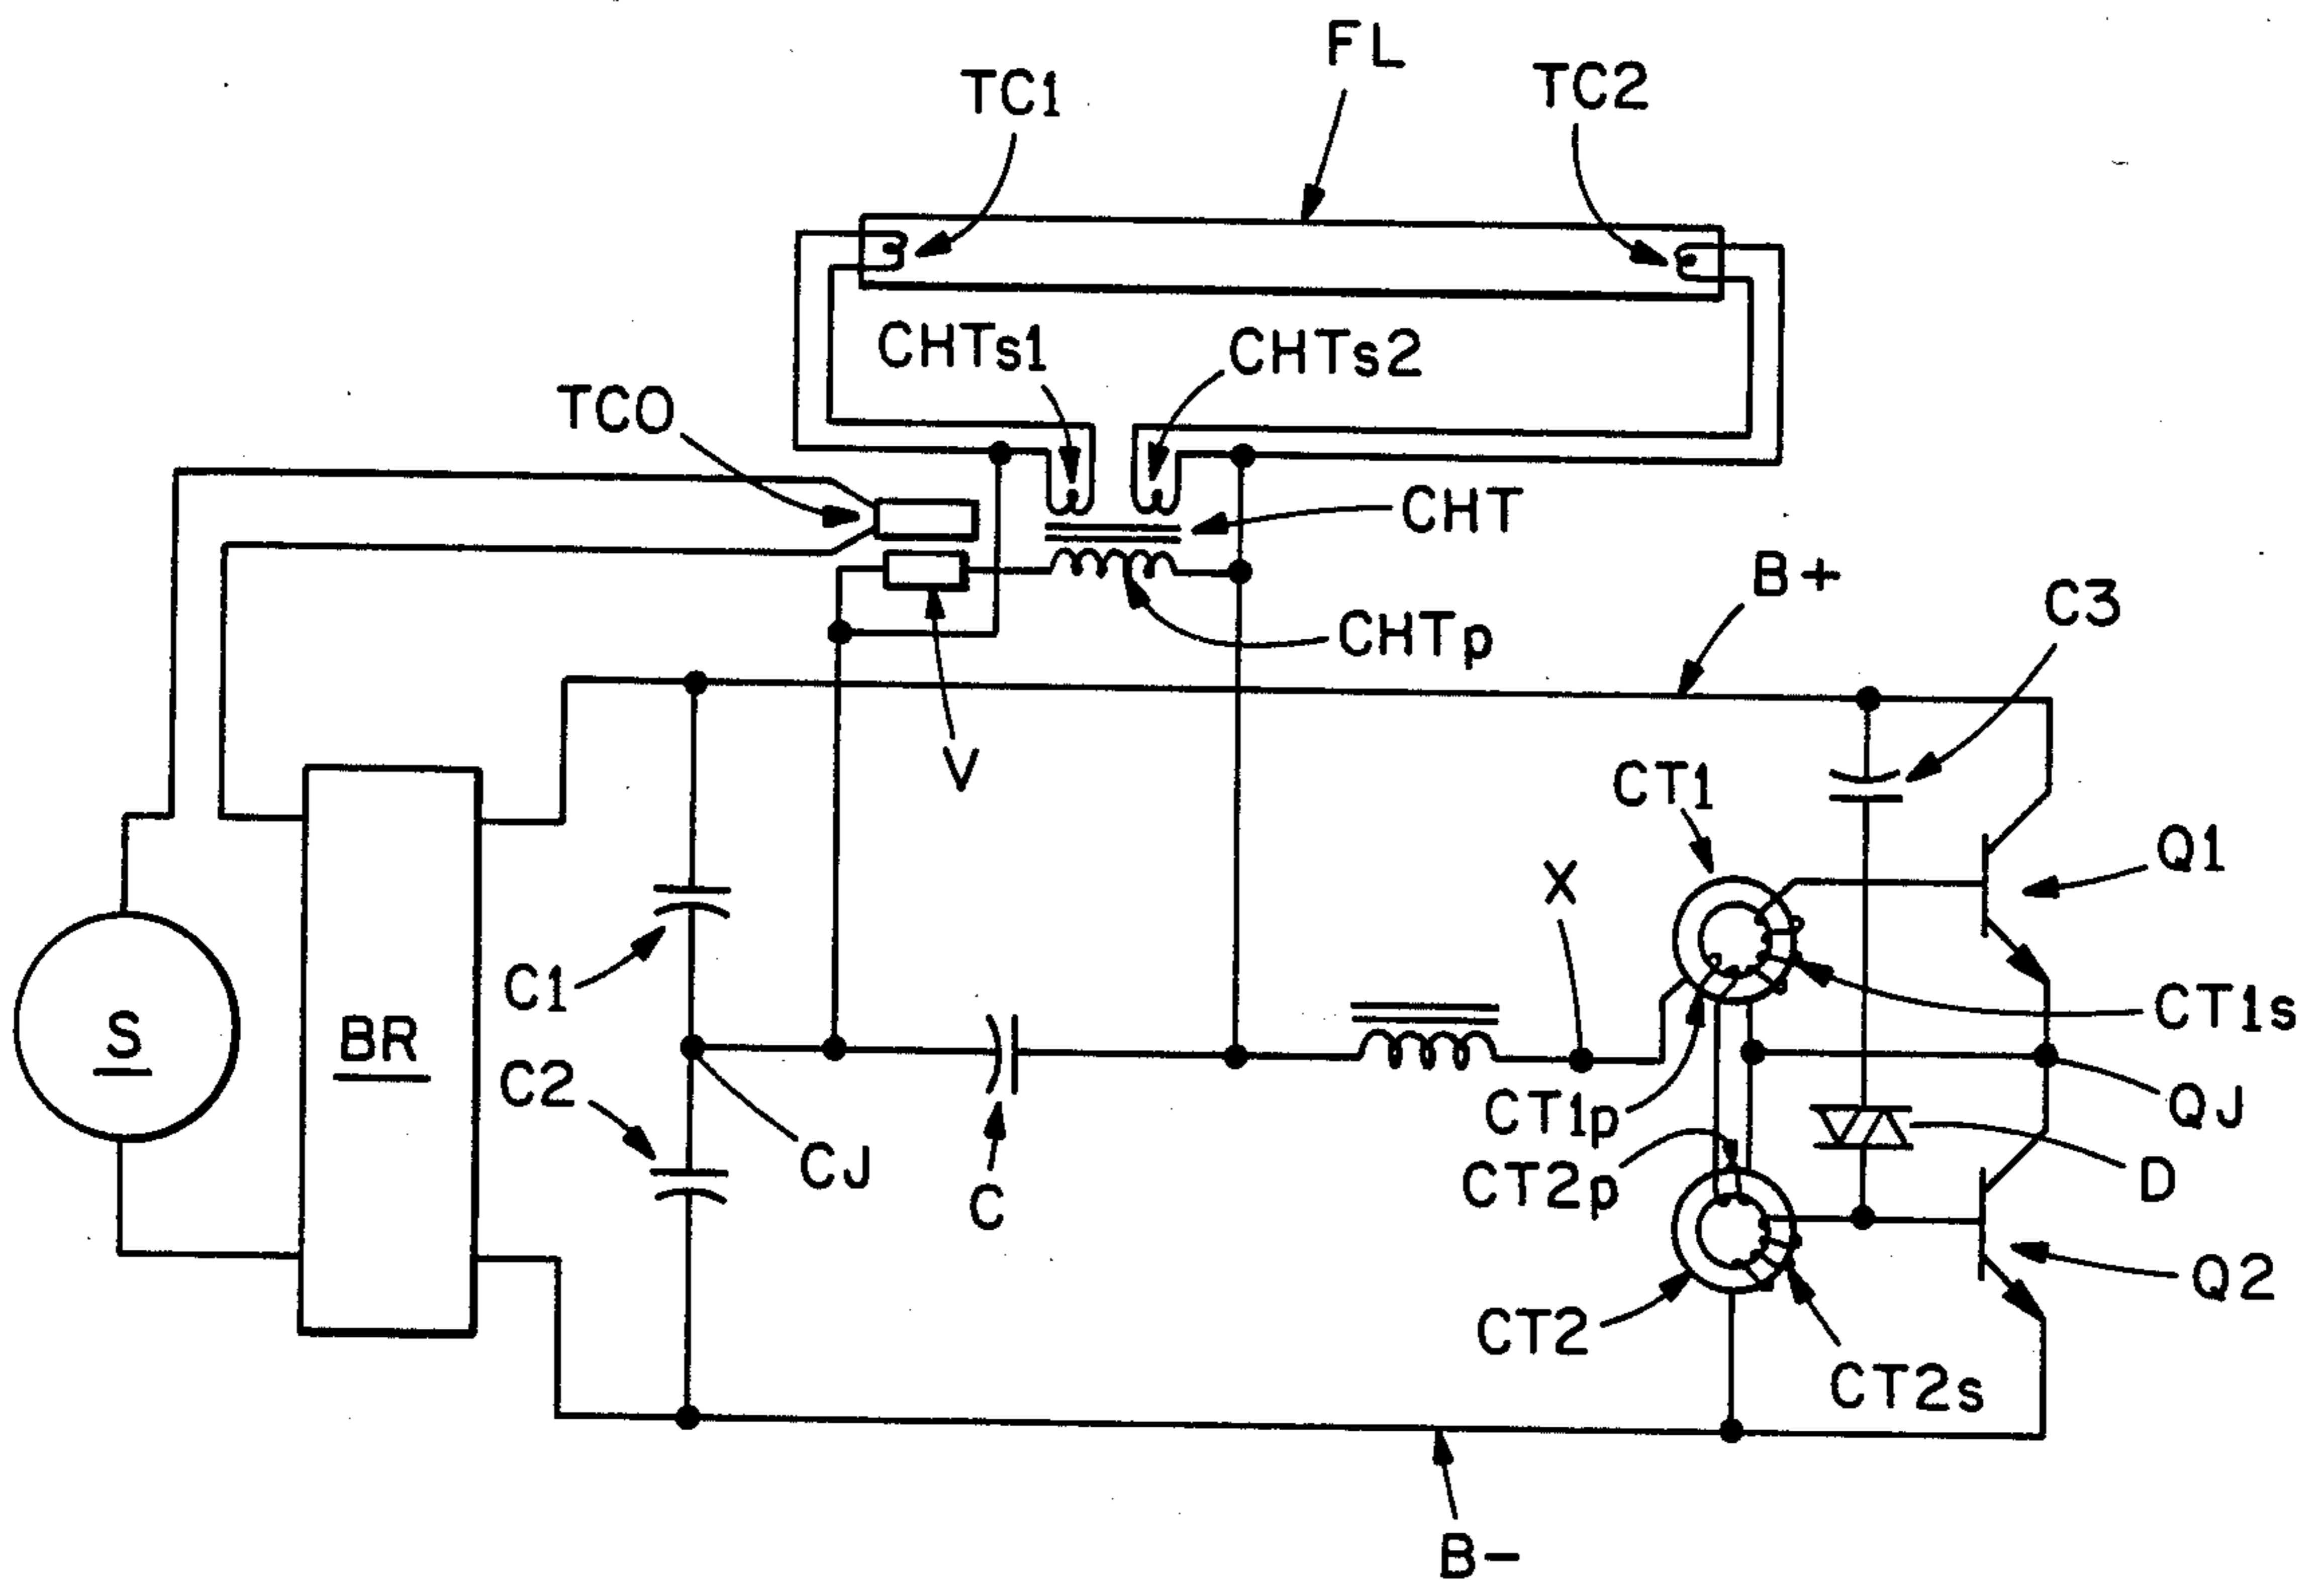 FL
TC1
TC2
CHTs1
CHTs2
TCO
CHT
B+
C3
CHTp
V
CT1
Q1
X
C1
S
BR
CT1s
C2
CT1p
QJ
CJ
CT2p
D
C
Q2
CT2
CT2s
B-